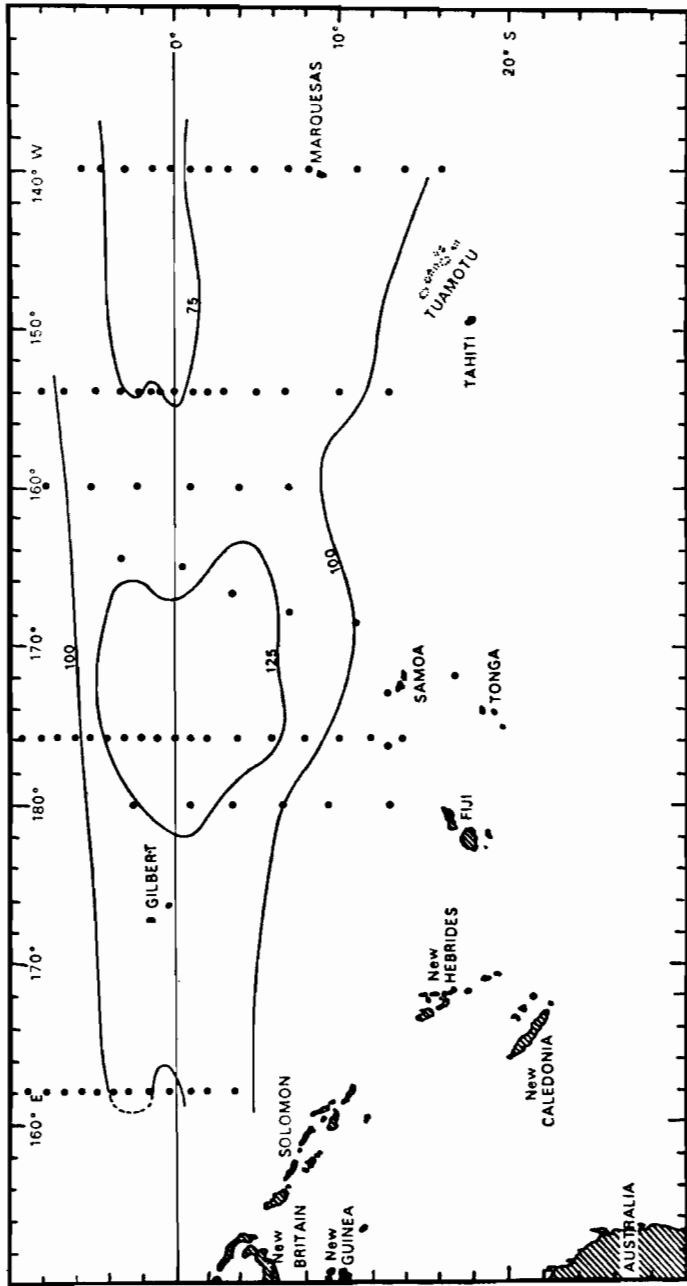 160° E
170°
180°
170°
160°
150°
140° W
0°
10°
20° S
100
125
75
100
GILBERT
MARQUESAS
TUAMOTU
TAHITI
SAMOA
TONGA
FIJI
New
HEBRIDES
New
CALEDONIA
SOLOMON
New
BRITAIN
New
GUINEA
AUSTRALIA